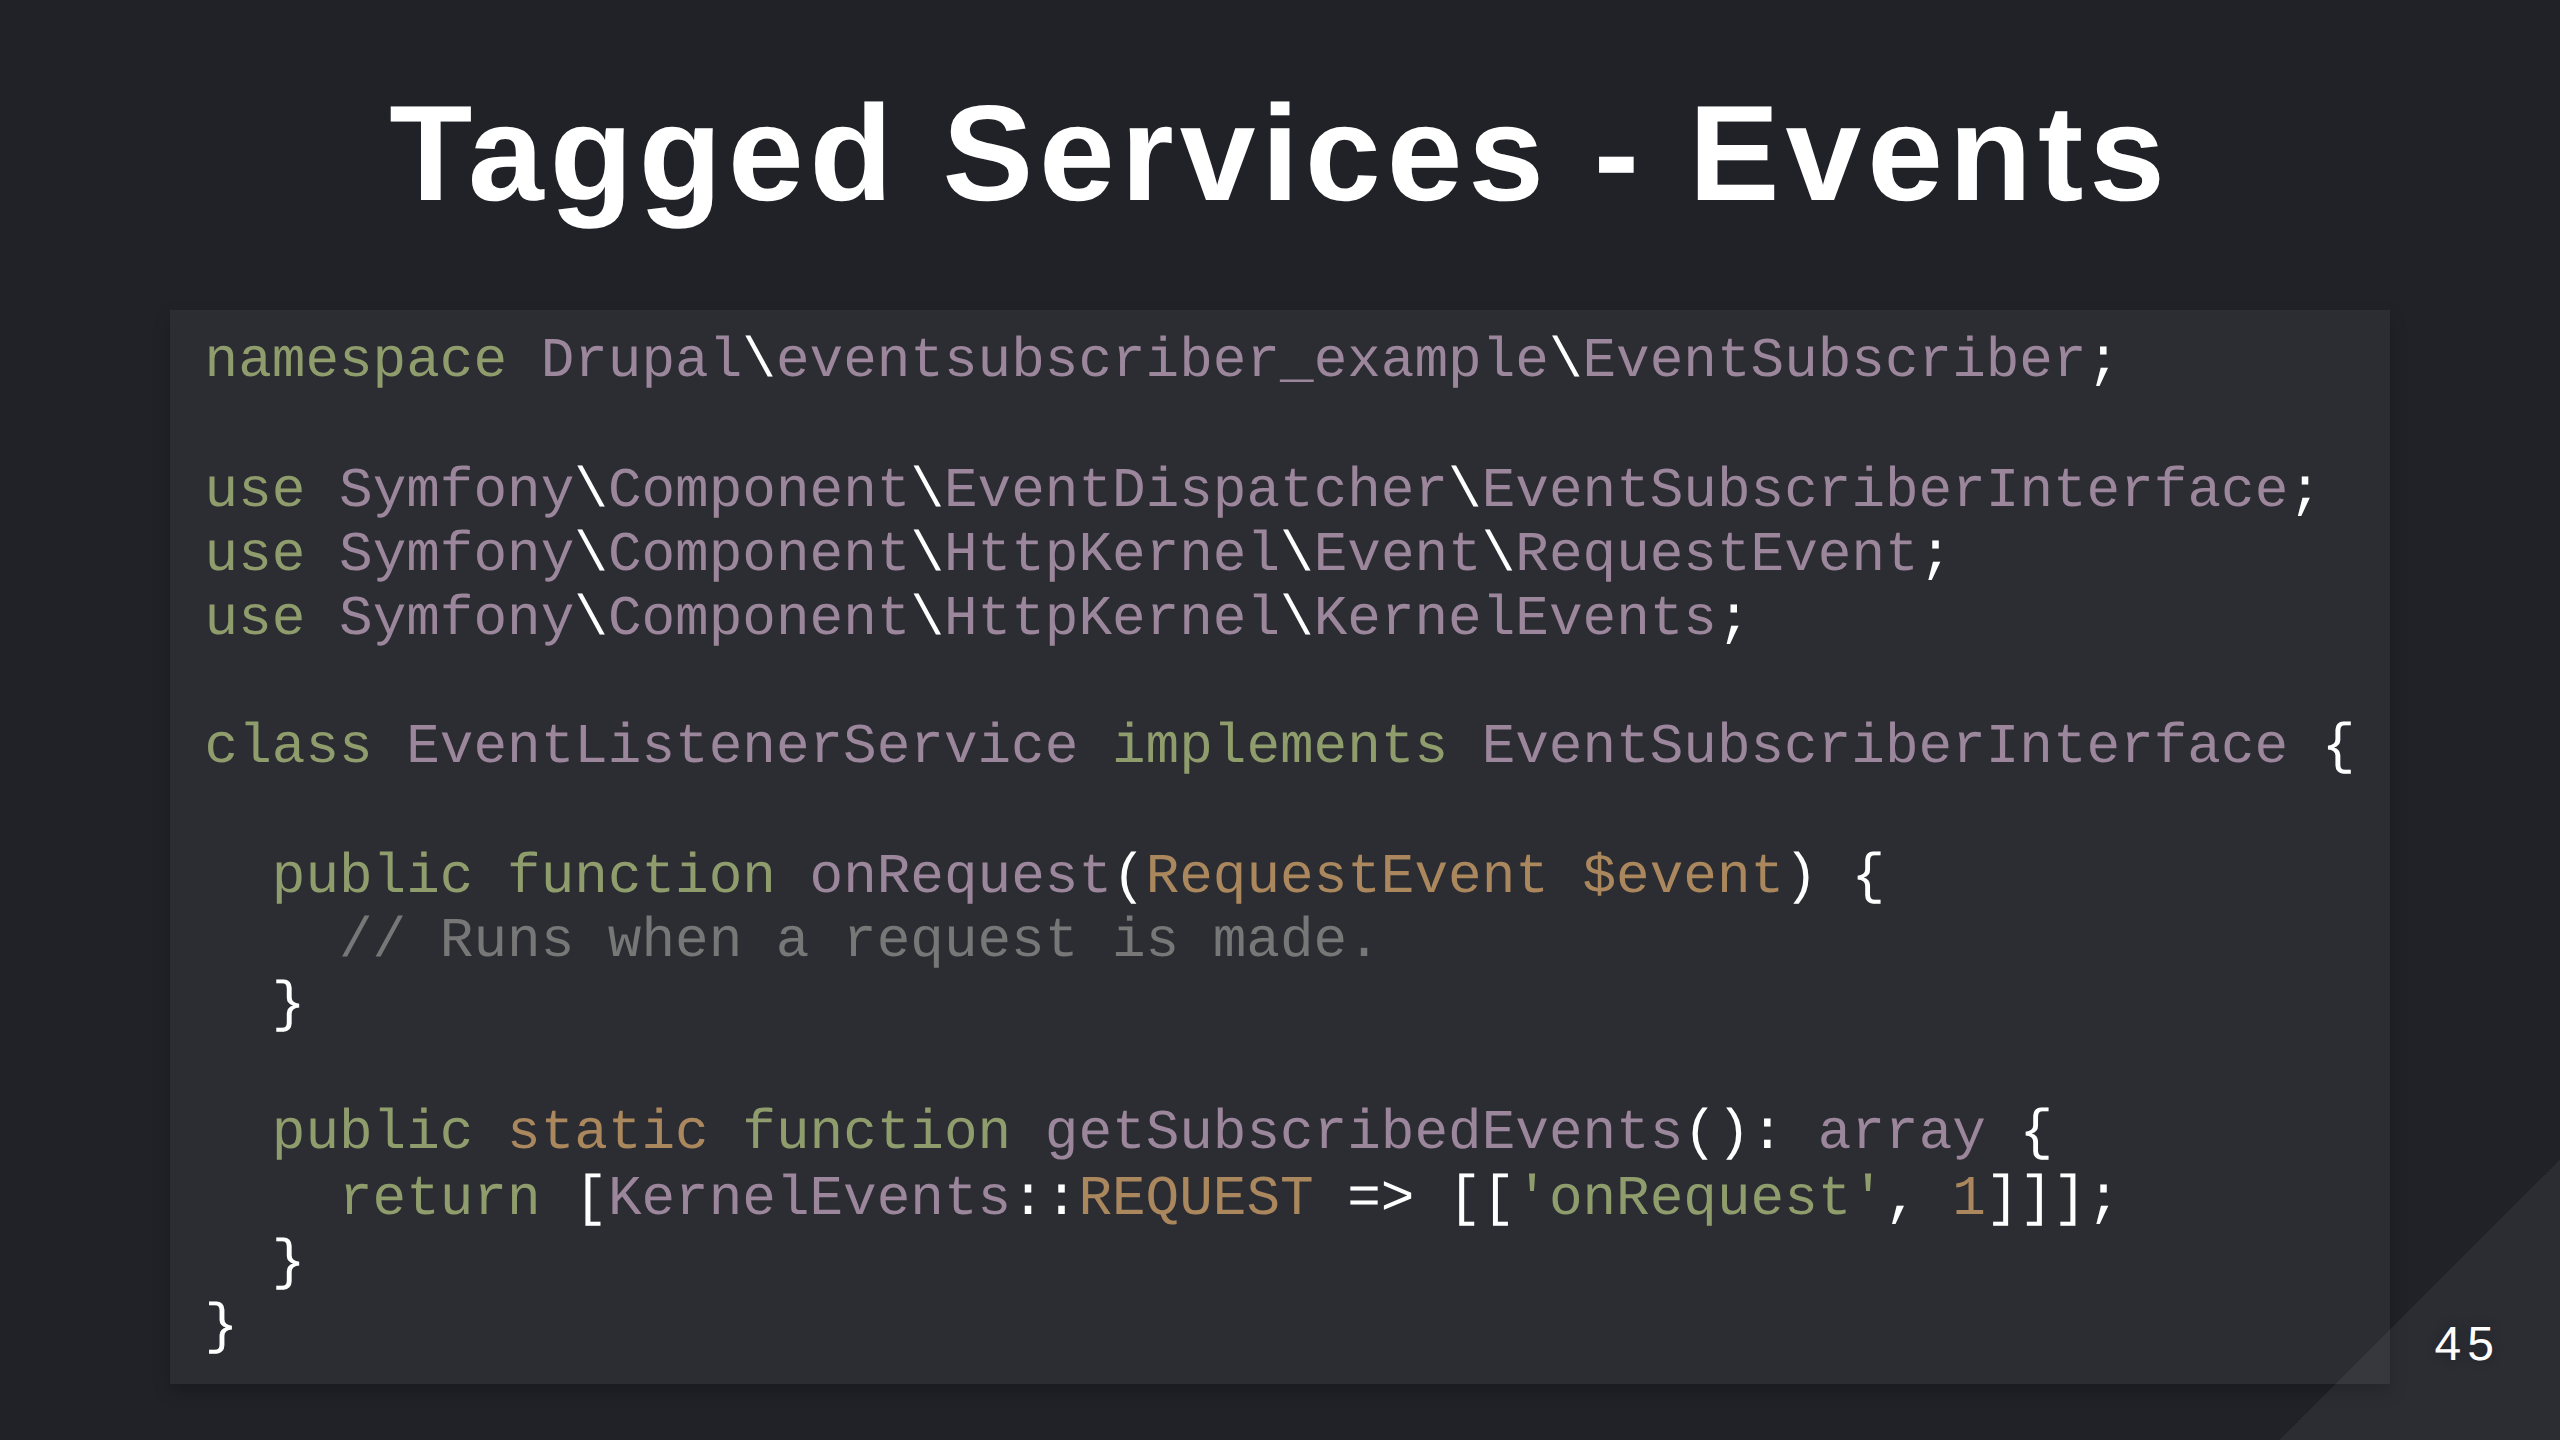 Tagged Services - Events
namespace Drupal\eventsubscriber_example\EventSubscriber;
use Symfony\Component\EventDispatcher\EventSubscriberInterface;
use Symfony\Component\HttpKernel\Event\RequestEvent;
use Symfony\Component\HttpKernel\KernelEvents;
class EventListenerService implements EventSubscriberInterface {
  public function onRequest(RequestEvent $event) {
    // Runs when a request is made.
  }
  public static function getSubscribedEvents(): array {
    return [KernelEvents::REQUEST => [['onRequest', 1]]];
  }
}
45